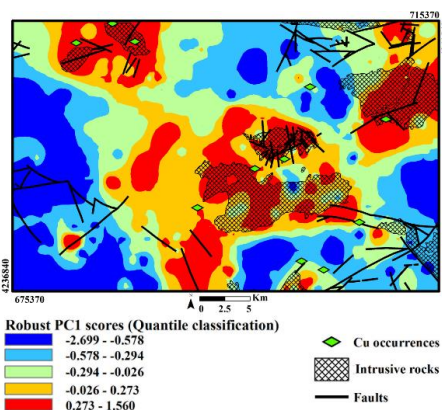 715370
4236840
675370
N
0 2.5 5 Km
Robust PC1 scores (Quantile classification)
-2.699 - -0.578
-0.578 - -0.294
-0.294 - -0.026
-0.026 - 0.273
0.273 - 1.560
Cu occurrences
Intrusive rocks
Faults